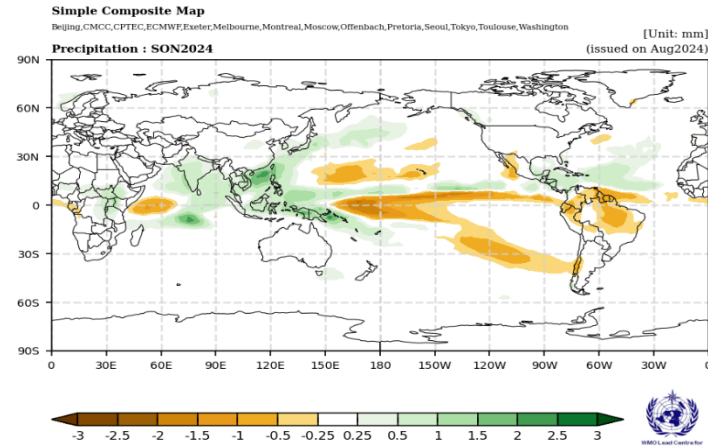 Simple Composite Map
Beijing,CMCC,CPTEC,ECMWF,Exeter,Melbourne,Montreal,Moscow,Offenbach,Pretoria,Seoul,Tokyo,Toulouse,Washington
[Unit: mm]
Precipitation : SON2024
(issued on Aug2024)
90N
60N
30N
0
30S
60S
90S
0 30E 60E 90E 120E 150E 180 150W 120W 90W 60W 30W 0
-3 -2.5 -2 -1.5 -1 -0.5 -0.25 0.25 0.5 1 1.5 2 2.5 3
WMO Lead Centre for